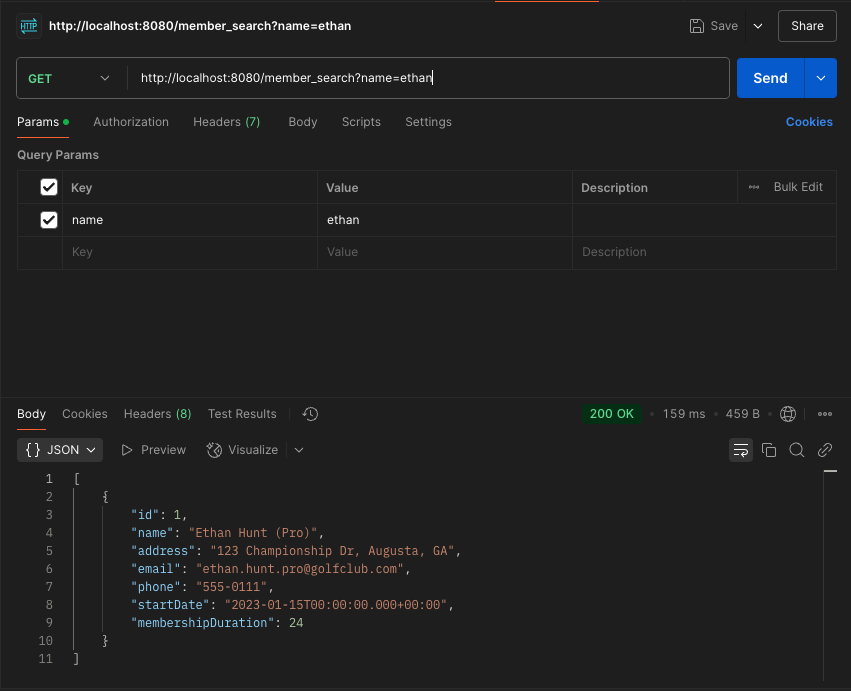 HTTP http://localhost:8080/member_search?name=ethan Save Share
GET http://localhost:8080/member_search?name=ethan Send
Params Authorization Headers (7) Body Scripts Settings Cookies
Query Params
Key Value Description Bulk Edit
name ethan
Key Value Description
Body Cookies Headers (8) Test Results 200 OK 159 ms 459 B
{} JSON Preview Visualize
1 [
2 {
3 "id": 1,
4 "name": "Ethan Hunt (Pro)",
5 "address": "123 Championship Dr, Augusta, GA",
6 "email": "ethan.hunt.pro@golfclub.com",
7 "phone": "555-0111",
8 "startDate": "2023-01-15T00:00:00.000+00:00",
9 "membershipDuration": 24
10 }
11 ]